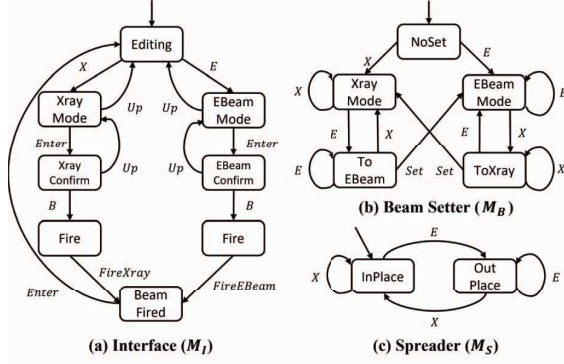 Editing
X
E
Xray
Mode
Up
Up
EBeam
Mode
Enter
Enter
Xray
Confirm
Up
Up
EBeam
Confirm
B
B
Fire
Fire
FireXray
FireEBeam
Enter
Beam
Fired
(a) Interface (M_I)
NoSet
X
E
X
Xray
Mode
EBeam
Mode
E
E
X
E
X
E
To
EBeam
Set
Set
ToXray
X
(b) Beam Setter (M_B)
E
X
InPlace
Out
Place
E
X
(c) Spreader (M_S)